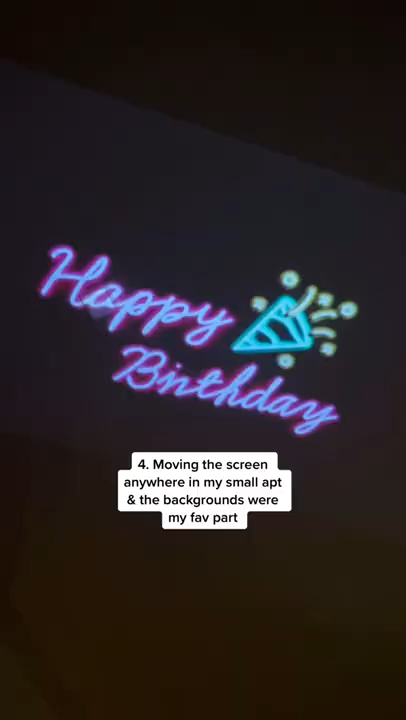 Happy
Birthday
4. Moving the screen
anywhere in my small apt
& the backgrounds were
my fav part